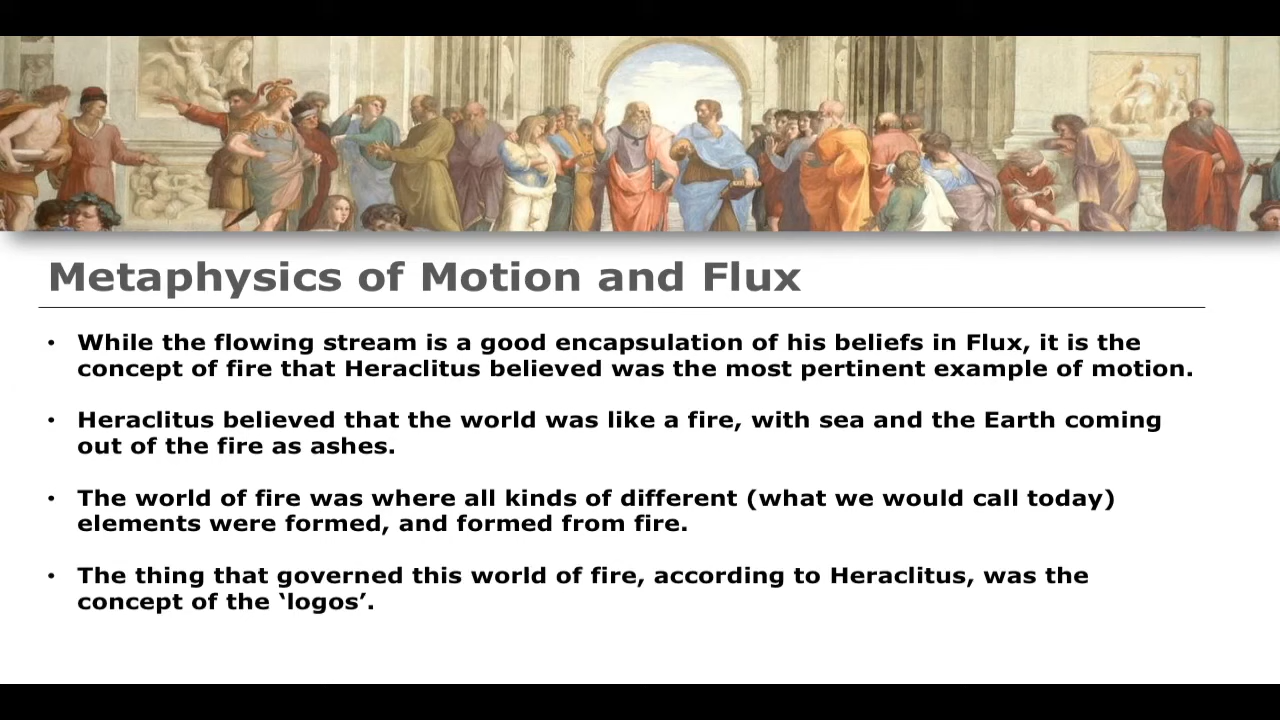 Metaphysics of Motion and Flux
• While the flowing stream is a good encapsulation of his beliefs in Flux, it is the
concept of fire that Heraclitus believed was the most pertinent example of motion.
• Heraclitus believed that the world was like a fire, with sea and the Earth coming
out of the fire as ashes.
• The world of fire was where all kinds of different (what we would call today)
elements were formed, and formed from fire.
• The thing that governed this world of fire, according to Heraclitus, was the
concept of the ‘logos’.